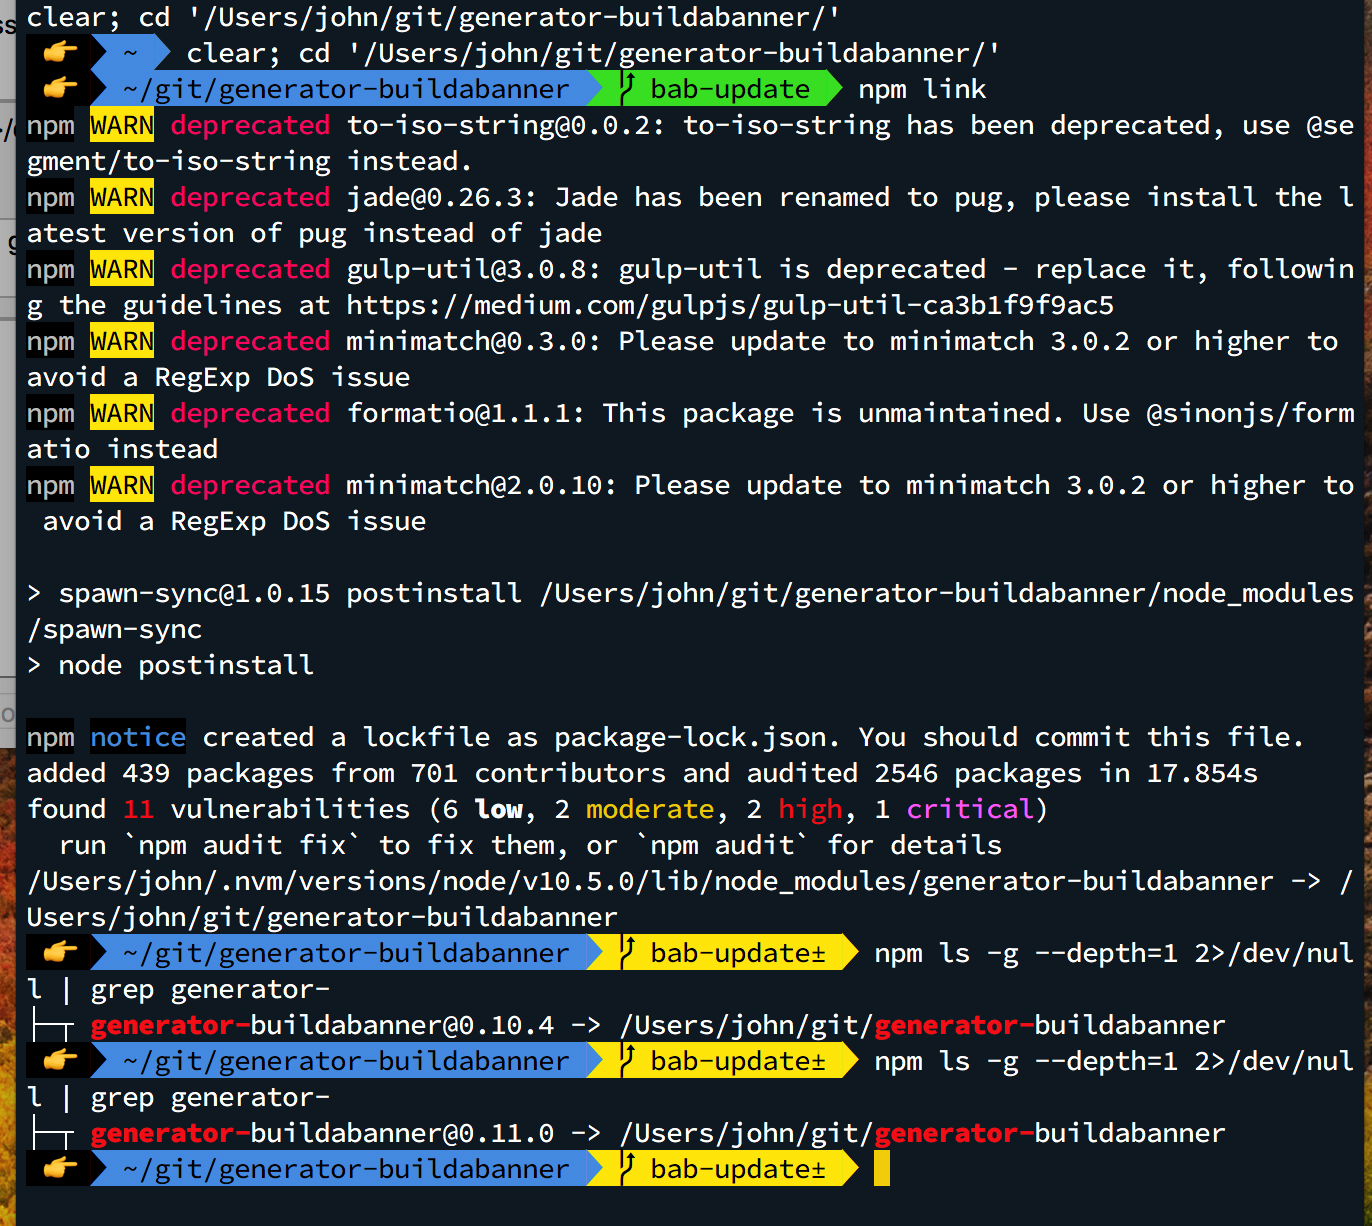 clear; cd '/Users/john/git/generator-buildabanner/'
~ clear; cd '/Users/john/git/generator-buildabanner/'
~/git/generator-buildabanner bab-update npm link
npm WARN deprecated to-iso-string@0.0.2: to-iso-string has been deprecated, use @se
gment/to-iso-string instead.
npm WARN deprecated jade@0.26.3: Jade has been renamed to pug, please install the l
atest version of pug instead of jade
npm WARN deprecated gulp-util@3.0.8: gulp-util is deprecated - replace it, followin
g the guidelines at https://medium.com/gulpjs/gulp-util-ca3b1f9f9ac5
npm WARN deprecated minimatch@0.3.0: Please update to minimatch 3.0.2 or higher to
avoid a RegExp DoS issue
npm WARN deprecated formatio@1.1.1: This package is unmaintained. Use @sinonjs/form
atio instead
npm WARN deprecated minimatch@2.0.10: Please update to minimatch 3.0.2 or higher to
 avoid a RegExp DoS issue
> spawn-sync@1.0.15 postinstall /Users/john/git/generator-buildabanner/node_modules
/spawn-sync
> node postinstall
npm notice created a lockfile as package-lock.json. You should commit this file.
added 439 packages from 701 contributors and audited 2546 packages in 17.854s
found 11 vulnerabilities (6 low, 2 moderate, 2 high, 1 critical)
  run `npm audit fix` to fix them, or `npm audit` for details
/Users/john/.nvm/versions/node/v10.5.0/lib/node_modules/generator-buildabanner -> /
Users/john/git/generator-buildabanner
~/git/generator-buildabanner bab-update± npm ls -g --depth=1 2>/dev/nul
l | grep generator-
├─┬ generator-buildabanner@0.10.4 -> /Users/john/git/generator-buildabanner
~/git/generator-buildabanner bab-update± npm ls -g --depth=1 2>/dev/nul
l | grep generator-
├─┬ generator-buildabanner@0.11.0 -> /Users/john/git/generator-buildabanner
~/git/generator-buildabanner bab-update±